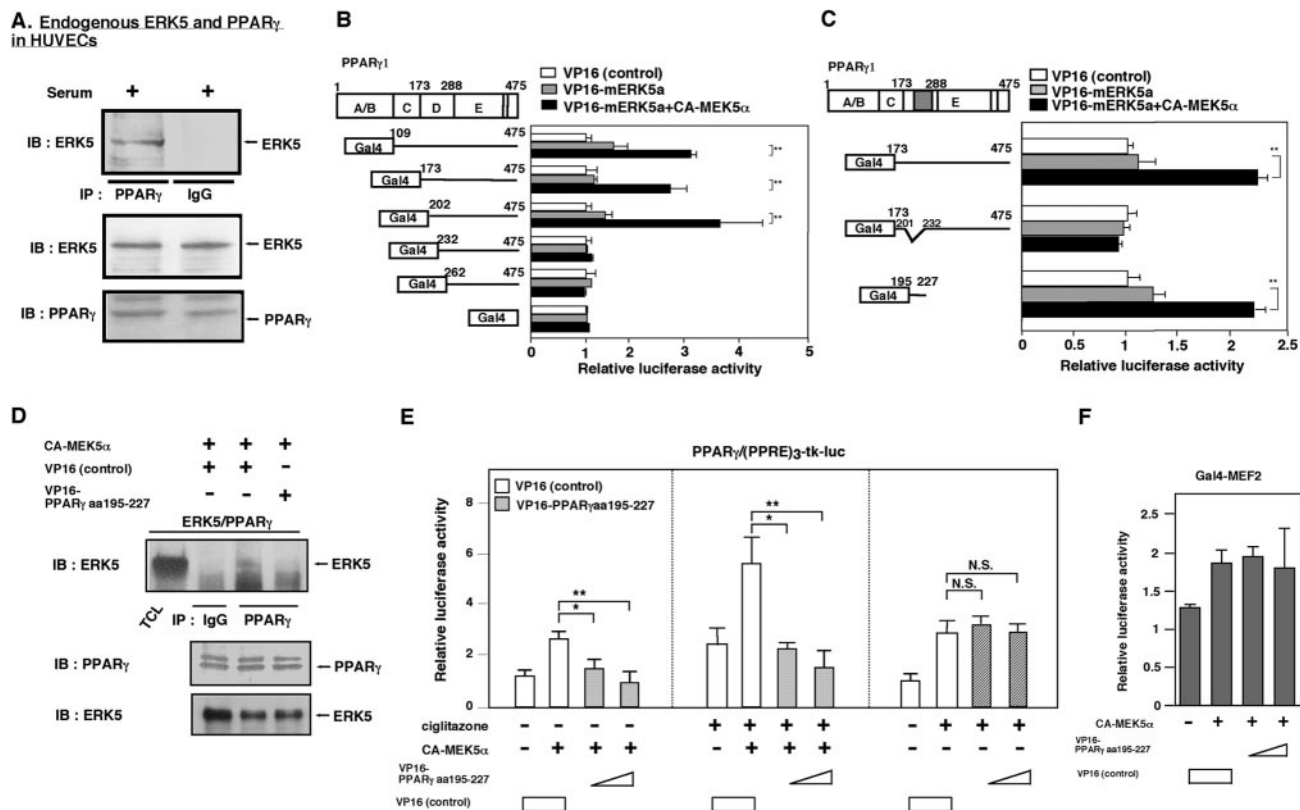 A. Endogenous ERK5 and PPARγ
in HUVECs
Serum + +
IB : ERK5 ← ERK5
IP : PPARγ IgG
IB : ERK5 ← ERK5
IB : PPARγ ← PPARγ
B
PPARγ1
1 173 288 475
A/B C D E
VP16 (control)
VP16-mERK5a
VP16-mERK5a+CA-MEK5α
109 475
Gal4 **
173 475
Gal4 **
202 475
Gal4 **
232 475
Gal4
262 475
Gal4
Gal4
0 1 2 3 4 5
Relative luciferase activity
C
PPARγ1
1 173 288 475
A/B C E
VP16 (control)
VP16-mERK5a
VP16-mERK5a+CA-MEK5α
173 475
Gal4 **
173 475
201 232
Gal4
195 227
Gal4 **
0 0.5 1 1.5 2 2.5
Relative luciferase activity
D
CA-MEK5α + + +
VP16 (control) + + -
VP16-
PPARγ aa195-227 - - +
ERK5/PPARγ
IB : ERK5 ← ERK5
TCL IP : IgG PPARγ
IB : PPARγ ← PPARγ
IB : ERK5 ← ERK5
E
PPARγ/(PPRE)3-tk-luc
VP16 (control)
VP16-PPARγaa195-227
Relative luciferase activity
8
6
4
2
0
** * ** * N.S. N.S.
ciglitazone - - - - + + + + - + + +
CA-MEK5α - + + + - + + + - - - -
VP16-
PPARγ aa195-227
VP16 (control)
F
Gal4-MEF2
Relative luciferase activity
2.5
2
1.5
1
0.5
0
CA-MEK5α - + + +
VP16-
PPARγ aa195-227
VP16 (control)